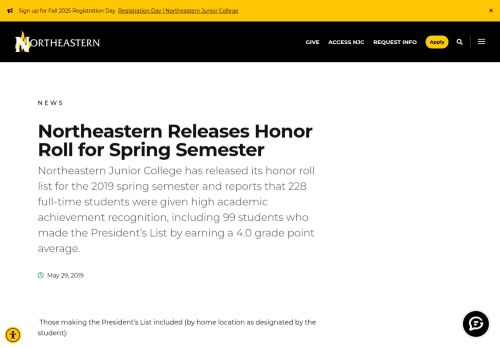 Sign up for Fall 2025 Registration Day Registration Day | Northeastern Junior College ×
NORTHEASTERN GIVE ACCESS NJC REQUEST INFO Apply
NEWS
Northeastern Releases Honor
Roll for Spring Semester
Northeastern Junior College has released its honor roll
list for the 2019 spring semester and reports that 228
full-time students were given high academic
achievement recognition, including 99 students who
made the President’s List by earning a 4.0 grade point
average.
May 29, 2019
Those making the President’s List included (by home location as designated by the
student):